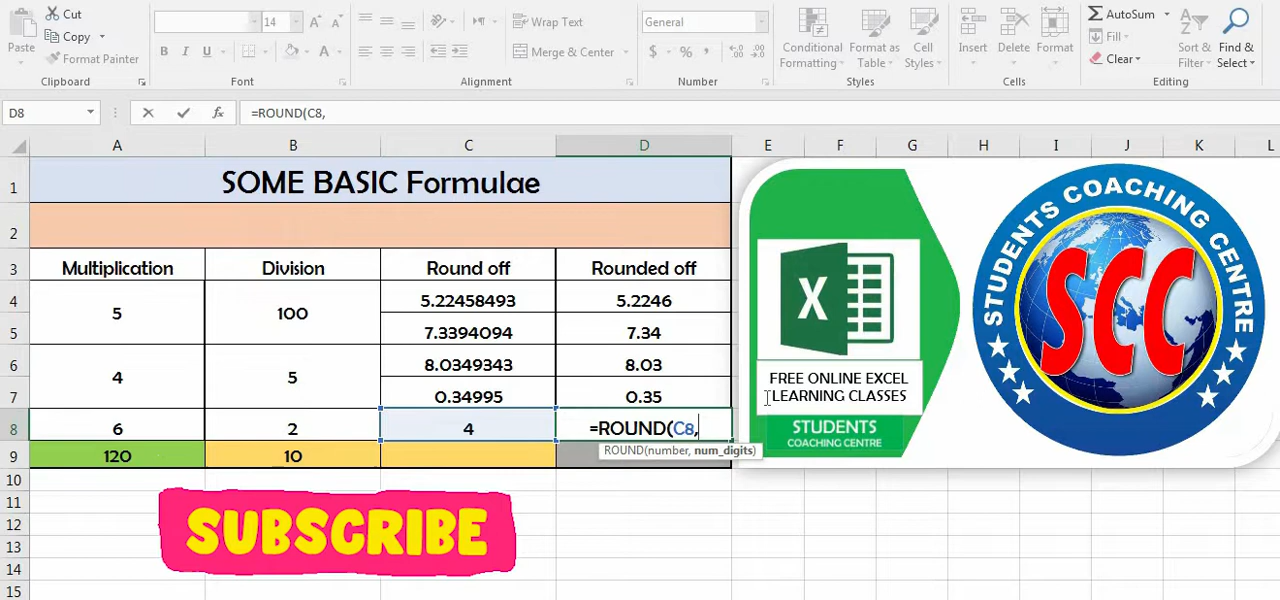 Cut
Copy
Format Painter
Paste
Clipboard
14
B I U
A
Font
Wrap Text
Merge & Center
Alignment
General
$ % ,
Number
Conditional Formatting
Format as Table
Cell Styles
Styles
Insert
Delete
Format
Cells
AutoSum
Fill
Clear
Sort & Filter
Find & Select
Editing
D8
fx
=ROUND(C8,
A B C D E F G H I J K L
1 SOME BASIC Formulae
2
3 Multiplication Division Round off Rounded off
4 5 100 5.22458493 5.2246
5 7.3394094 7.34
6 4 5 8.0349343 8.03
7 0.34995 0.35
8 6 2 4 =ROUND(C8,
ROUND(number, num_digits)
9 120 10
10
11
12
13
14
15
X
FREE ONLINE EXCEL
LEARNING CLASSES
STUDENTS
COACHING CENTRE
STUDENTS COACHING CENTRE
SCC
SUBSCRIBE